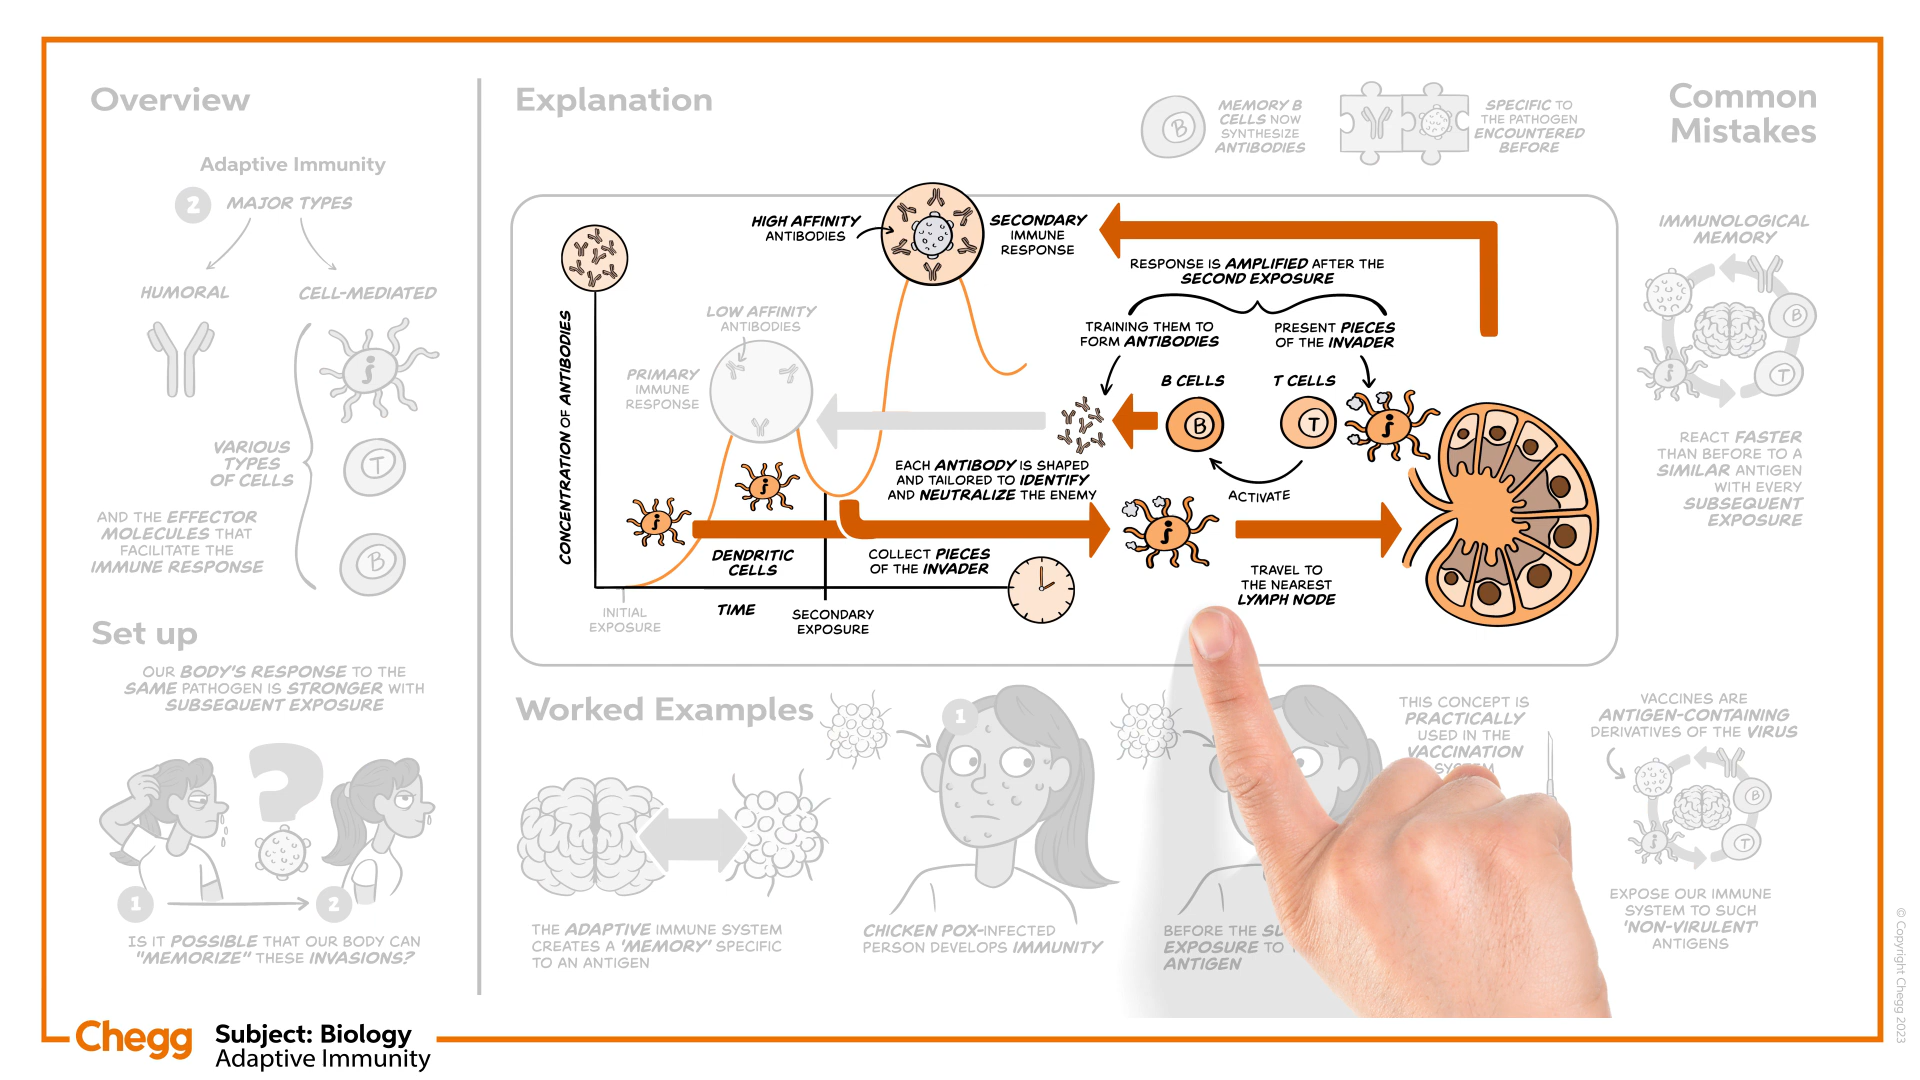 Overview
Adaptive Immunity
2 MAJOR TYPES
HUMORAL
CELL-MEDIATED
VARIOUS
TYPES
OF CELLS
AND THE EFFECTOR
MOLECULES THAT
FACILITATE THE
IMMUNE RESPONSE
T
B
Set up
OUR BODY'S RESPONSE TO THE
SAME PATHOGEN IS STRONGER WITH
SUBSEQUENT EXPOSURE
?
1
2
IS IT POSSIBLE THAT OUR BODY CAN
"MEMORIZE" THESE INVASIONS?
Explanation
B
MEMORY B
CELLS NOW
SYNTHESIZE
ANTIBODIES
SPECIFIC TO
THE PATHOGEN
ENCOUNTERED
BEFORE
HIGH AFFINITY
ANTIBODIES
SECONDARY
IMMUNE
RESPONSE
RESPONSE IS AMPLIFIED AFTER THE
SECOND EXPOSURE
LOW AFFINITY
ANTIBODIES
PRIMARY
IMMUNE
RESPONSE
TRAINING THEM TO
FORM ANTIBODIES
PRESENT PIECES
OF THE INVADER
B CELLS
T CELLS
B
T
ACTIVATE
EACH ANTIBODY IS SHAPED
AND TAILORED TO IDENTIFY
AND NEUTRALIZE THE ENEMY
CONCENTRATION OF ANTIBODIES
DENDRITIC
CELLS
COLLECT PIECES
OF THE INVADER
TRAVEL TO
THE NEAREST
LYMPH NODE
INITIAL
EXPOSURE
TIME
SECONDARY
EXPOSURE
Worked Examples
THE ADAPTIVE IMMUNE SYSTEM
CREATES A 'MEMORY' SPECIFIC
TO AN ANTIGEN
1
CHICKEN POX-INFECTED
PERSON DEVELOPS IMMUNITY
BEFORE THE
EXPOSURE TO
ANTIGEN
THIS CONCEPT IS
PRACTICALLY
USED IN THE
VACCINATION
SYSTEM
Common
Mistakes
IMMUNOLOGICAL
MEMORY
B
T
REACT FASTER
THAN BEFORE TO A
SIMILAR ANTIGEN
WITH EVERY
SUBSEQUENT
EXPOSURE
VACCINES ARE
ANTIGEN-CONTAINING
DERIVATIVES OF THE VIRUS
B
T
EXPOSE OUR IMMUNE
SYSTEM TO SUCH
'NON-VIRULENT'
ANTIGENS
© Copyright Chegg 2023
Chegg
Subject: Biology
Adaptive Immunity